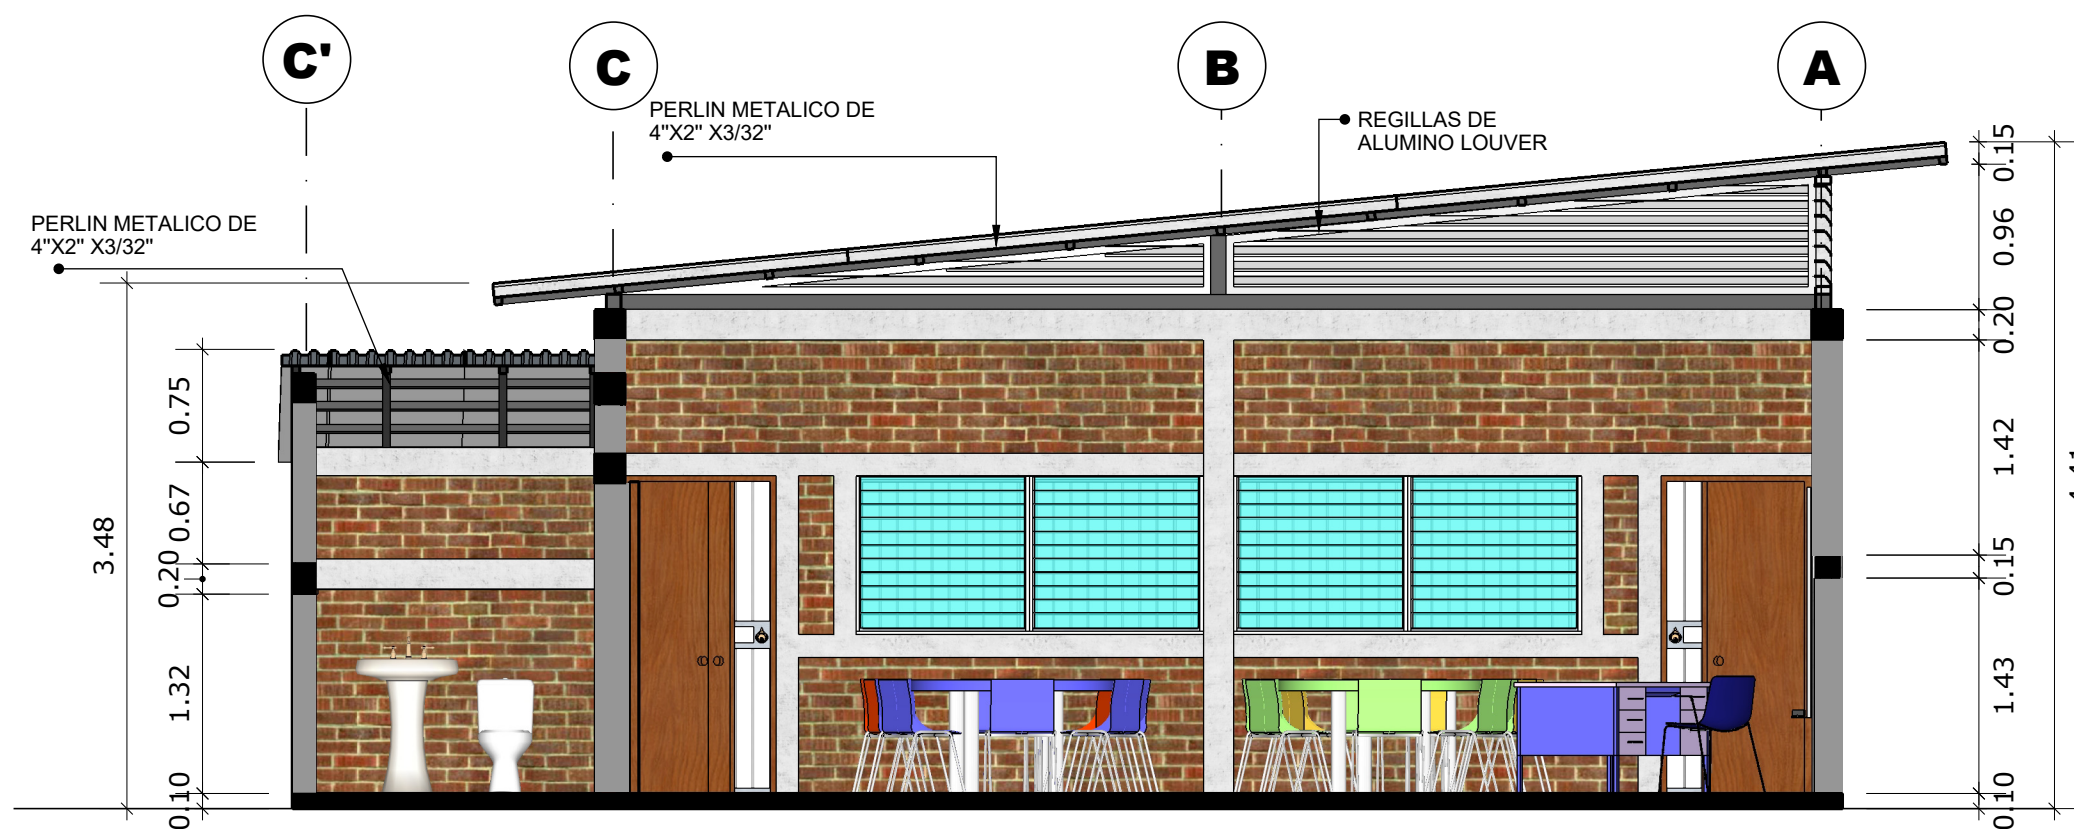 C'
C
B
A
PERLIN METALICO DE
4"X2" X3/32"
REGILLAS DE
ALUMINO LOUVER
PERLIN METALICO DE
4"X2" X3/32"
3.48
0.75
0.67
0.20
1.32
0.10
0.15
0.96
0.20
1.42
0.15
1.43
0.10